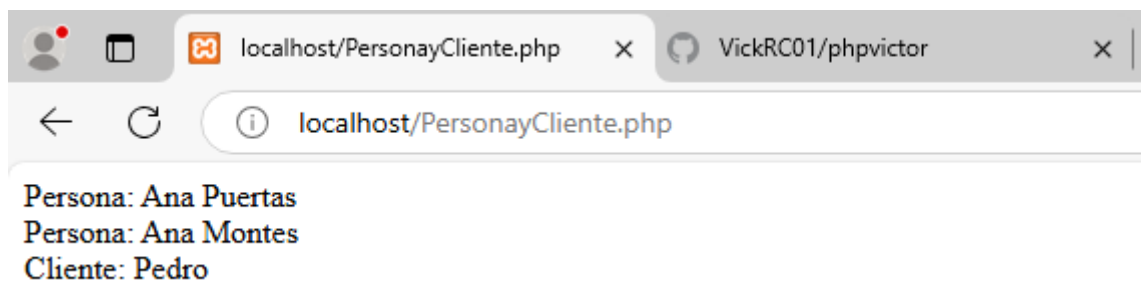 localhost/PersonayCliente.php
VickRC01/phpvictor
localhost/PersonayCliente.php
Persona: Ana Puertas
Persona: Ana Montes
Cliente: Pedro